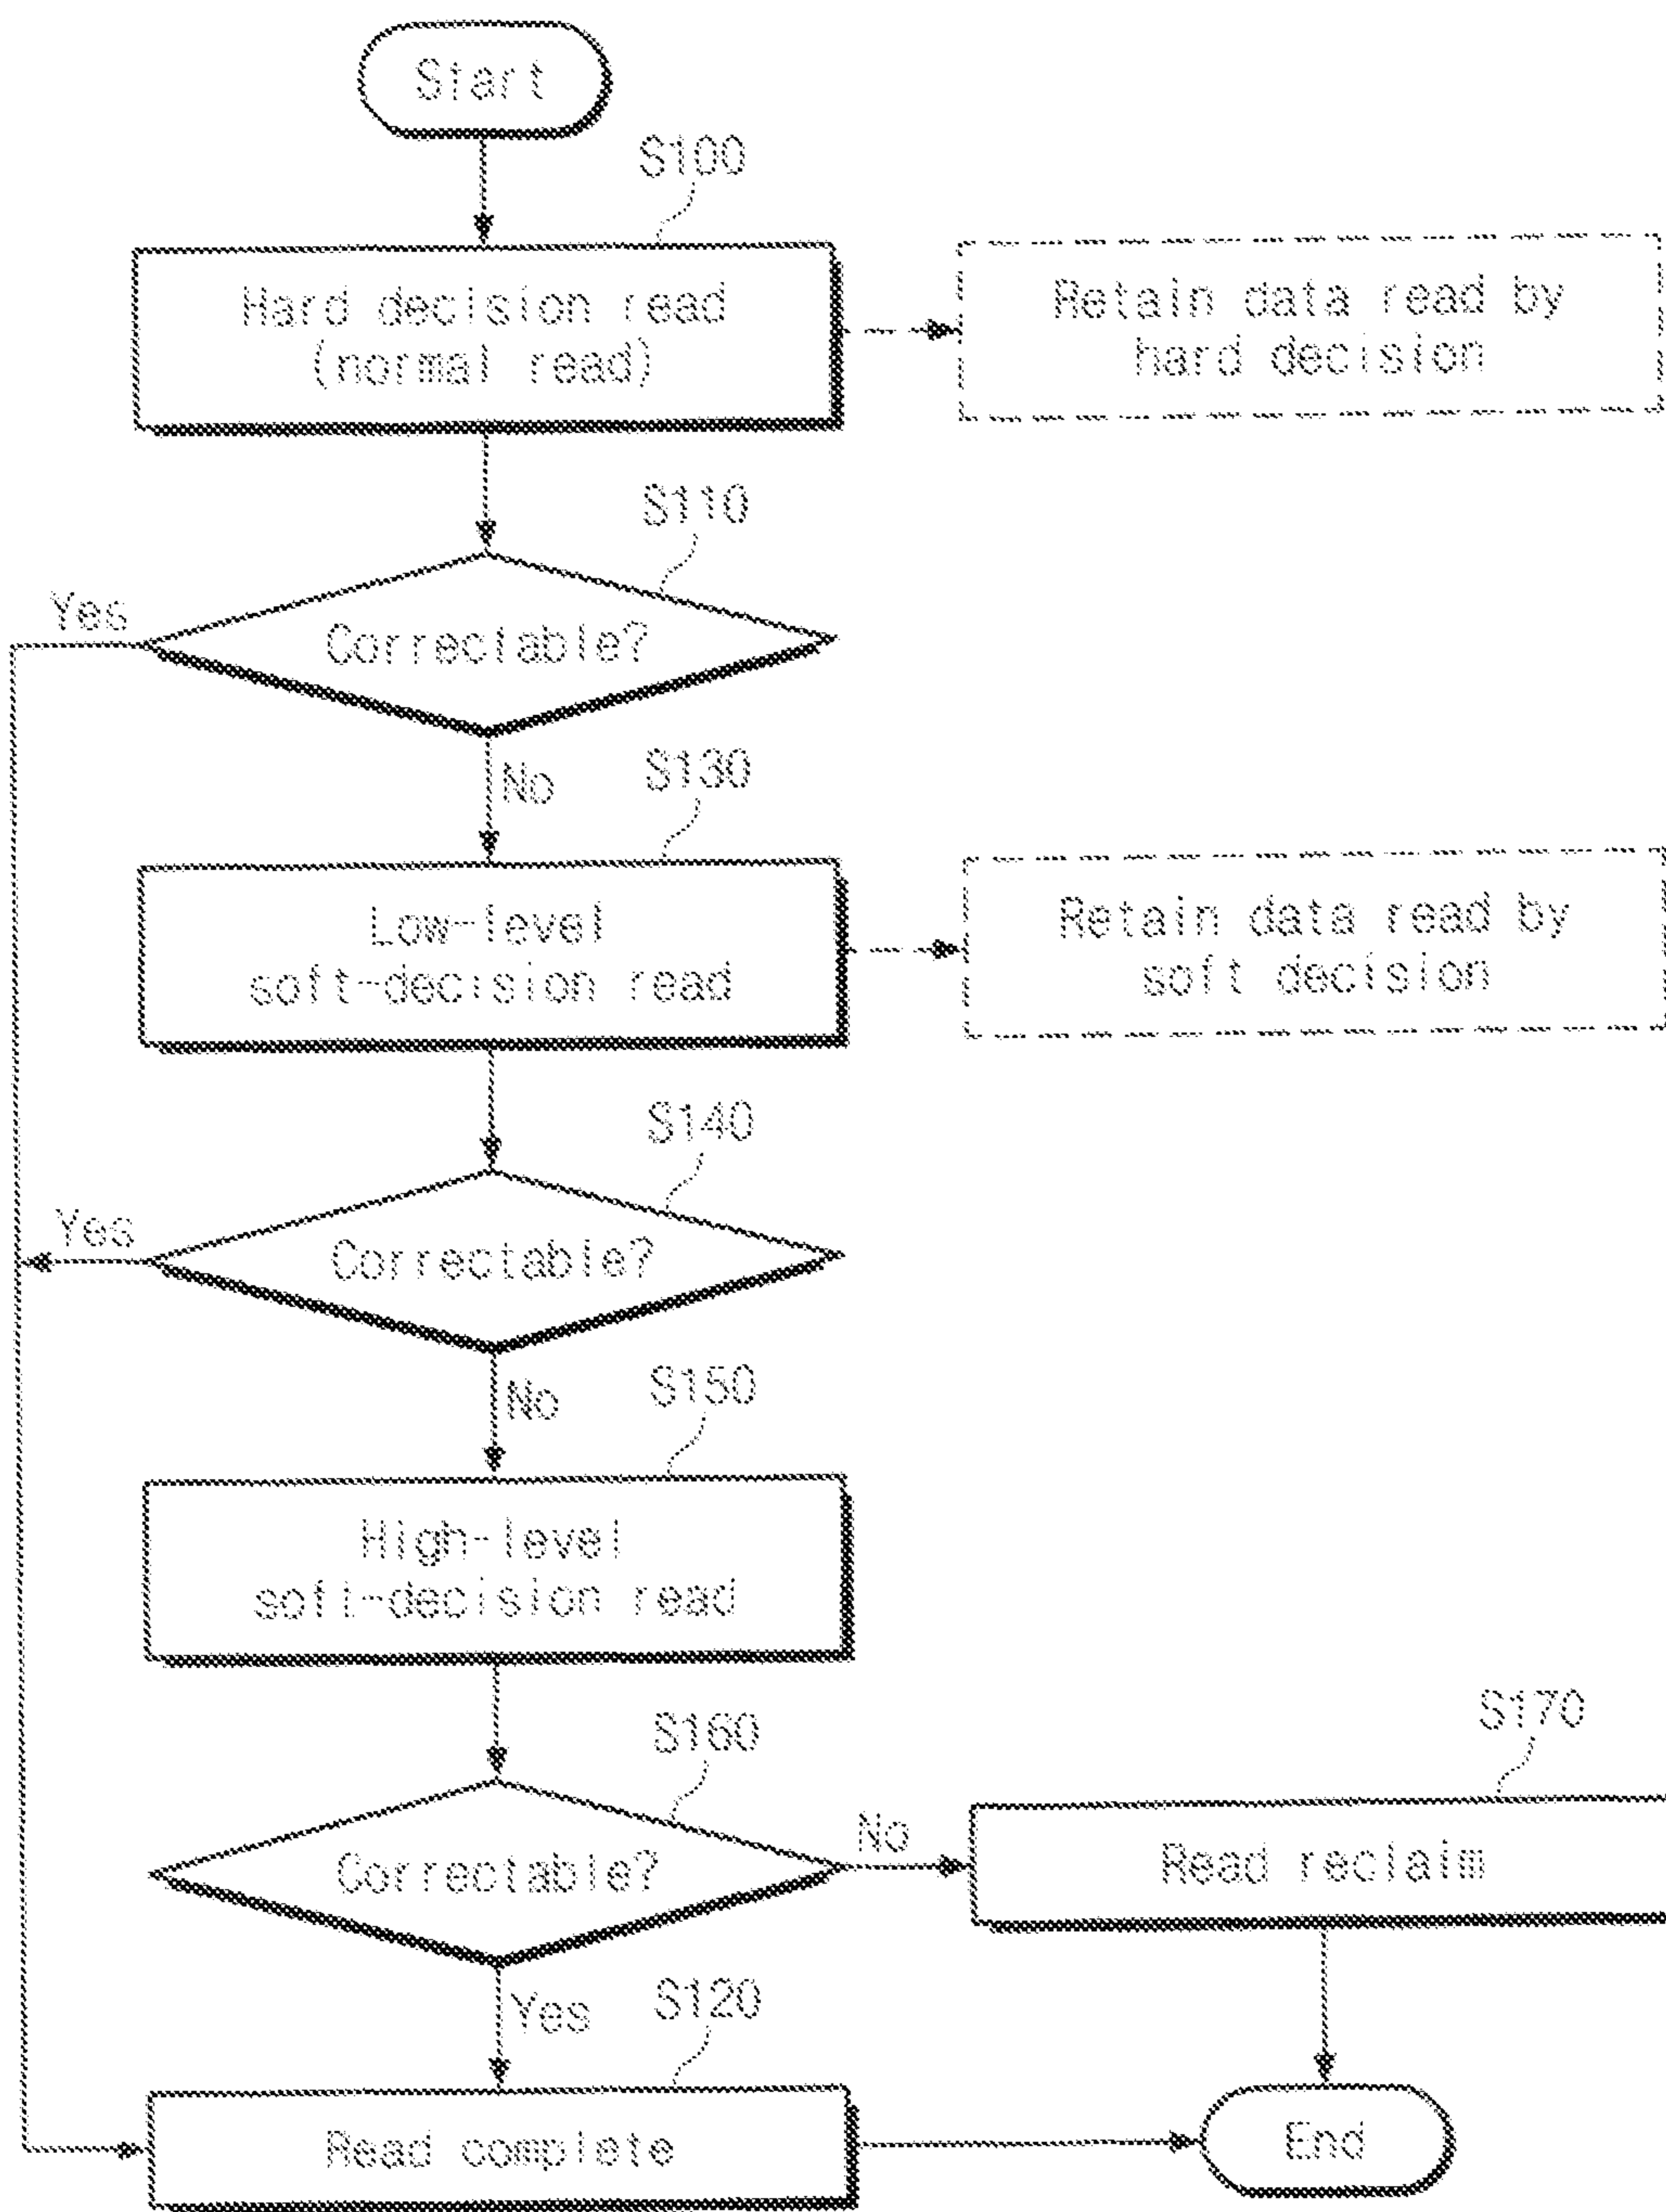 Start
S100
Hard decision read
(normal read)
Retain data read by
hard decision
S110
Yes
Correctable?
No
S130
Low-level
soft-decision read
Retain data read by
soft decision
S140
Yes
Correctable?
No
S150
High-level
soft-decision read
S160
S170
Correctable?
No
Read reclaim
Yes
S120
Read complete
End